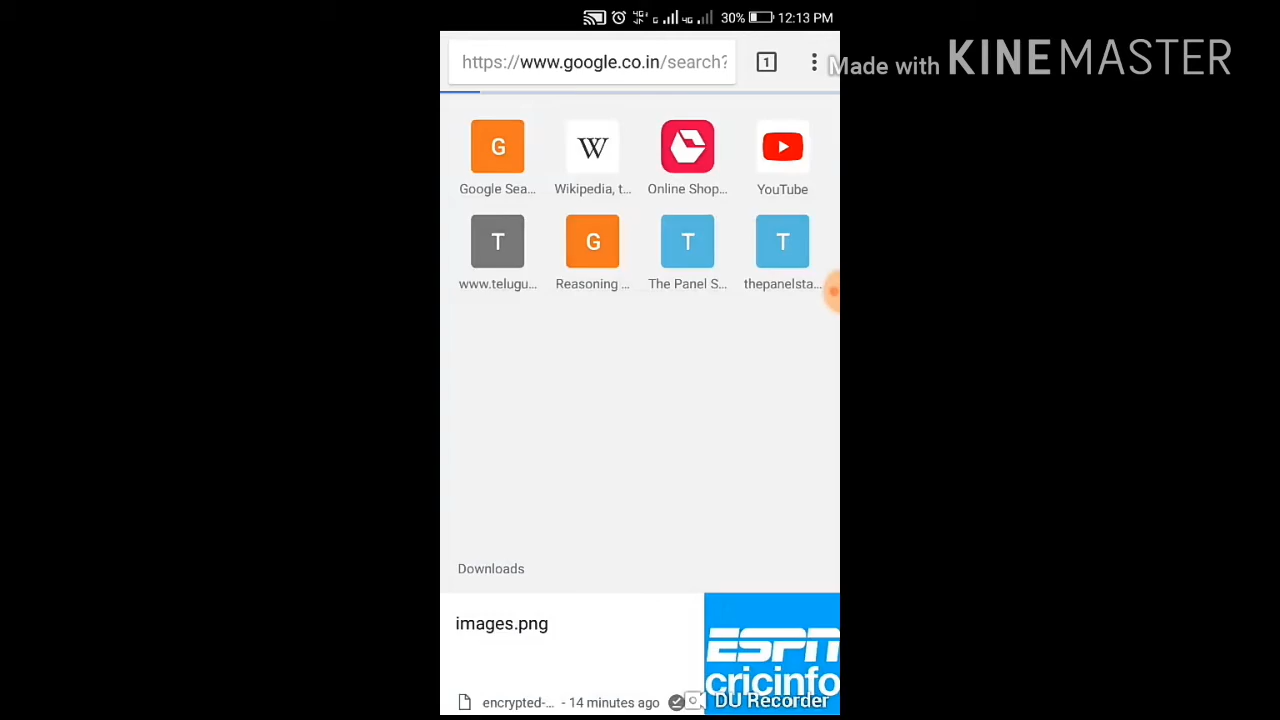 30% 12:13 PM
https://www.google.co.in/search?
1
Made with KINEMASTER
G W
Google Sea... Wikipedia, t... Online Shop... YouTube
T G T T
www.telugu... Reasoning ... The Panel S... thepanelsta...
Downloads
images.png
ESPN
cricinfo
encrypted-... - 14 minutes ago
DU Recorder